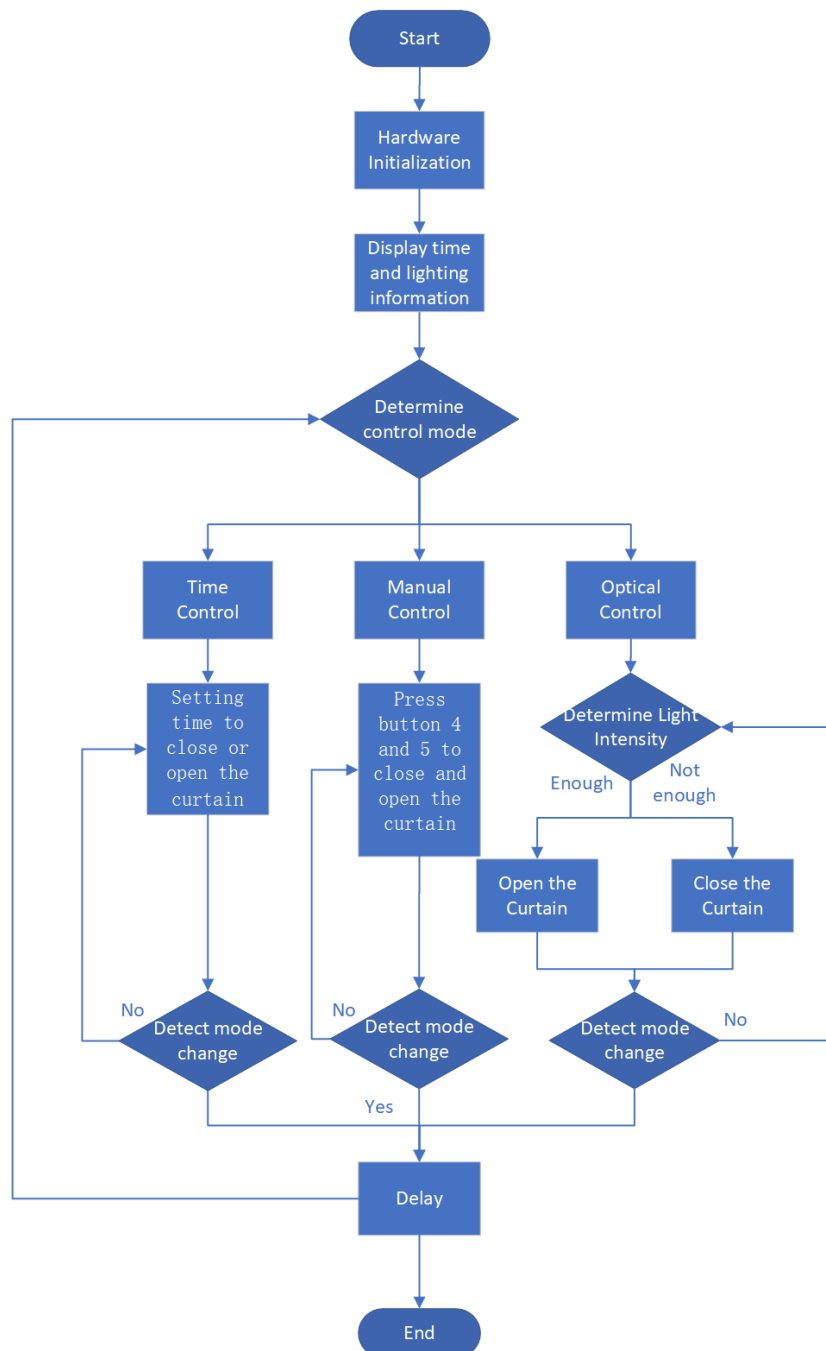 Start
Hardware
Initialization
Display time
and lighting
information
Determine
control mode
Time
Control
Manual
Control
Optical
Control
Setting
time to
close or
open the
curtain
Press
button 4
and 5 to
close and
open the
curtain
Determine Light
Intensity
Enough
Not
enough
Open the
Curtain
Close the
Curtain
No
Detect mode
change
No
Detect mode
change
Detect mode
change
No
Yes
Delay
End